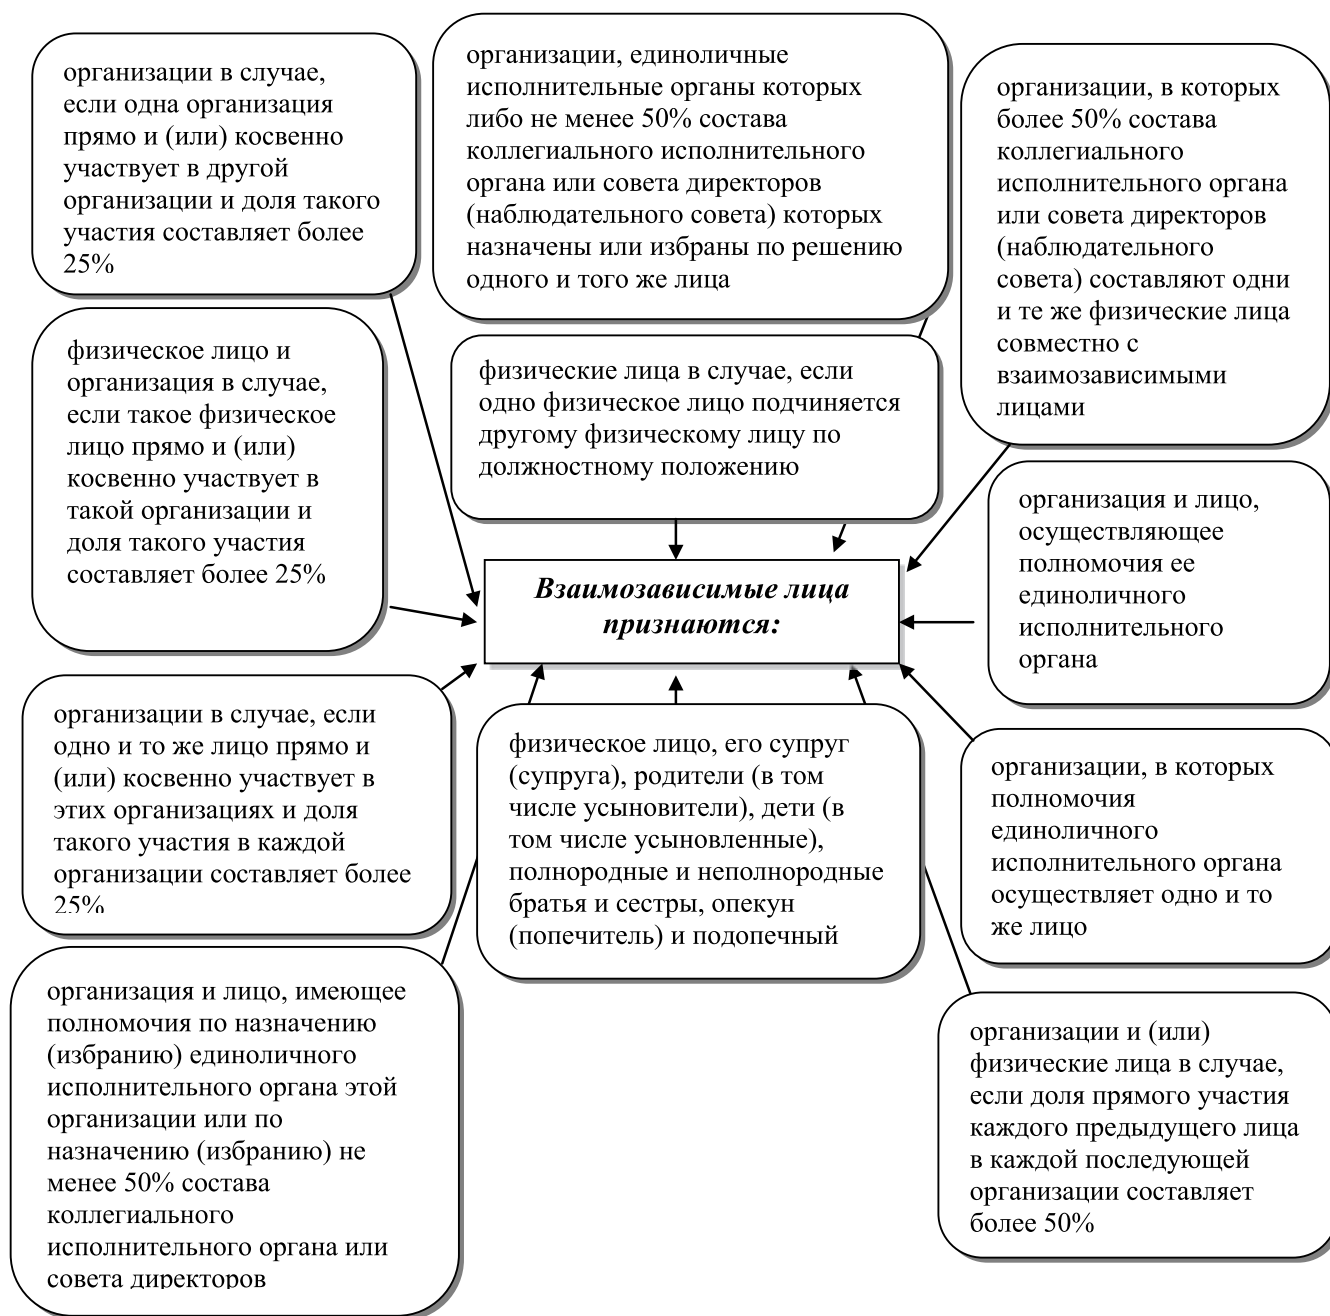 организации в случае,
если одна организация
прямо и (или) косвенно
участвует в другой
организации и доля такого
участия составляет более
25%
организации, единоличные
исполнительные органы которых
либо не менее 50% состава
коллегиального исполнительного
органа или совета директоров
(наблюдательного совета) которых
назначены или избраны по решению
одного и того же лица
организации, в которых
более 50% состава
коллегиального
исполнительного органа
или совета директоров
(наблюдательного
совета) составляют одни
и те же физические лица
совместно с
взаимозависимыми
лицами
физическое лицо и
организация в случае,
если такое физическое
лицо прямо и (или)
косвенно участвует в
такой организации и
доля такого участия
составляет более 25%
физические лица в случае, если
одно физическое лицо подчиняется
другому физическому лицу по
должностному положению
организация и лицо,
осуществляющее
полномочия ее
единоличного
исполнительного
органа
Взаимозависимые лица
признаются:
организации в случае, если
одно и то же лицо прямо и
(или) косвенно участвует в
этих организациях и доля
такого участия в каждой
организации составляет более
25%
физическое лицо, его супруг
(супруга), родители (в том
числе усыновители), дети (в
том числе усыновленные),
полнородные и неполнородные
братья и сестры, опекун
(попечитель) и подопечный
организации, в которых
полномочия
единоличного
исполнительного органа
осуществляет одно и то
же лицо
организация и лицо, имеющее
полномочия по назначению
(избранию) единоличного
исполнительного органа этой
организации или по
назначению (избранию) не
менее 50% состава
коллегиального
исполнительного органа или
совета директоров
организации и (или)
физические лица в случае,
если доля прямого участия
каждого предыдущего лица
в каждой последующей
организации составляет
более 50%